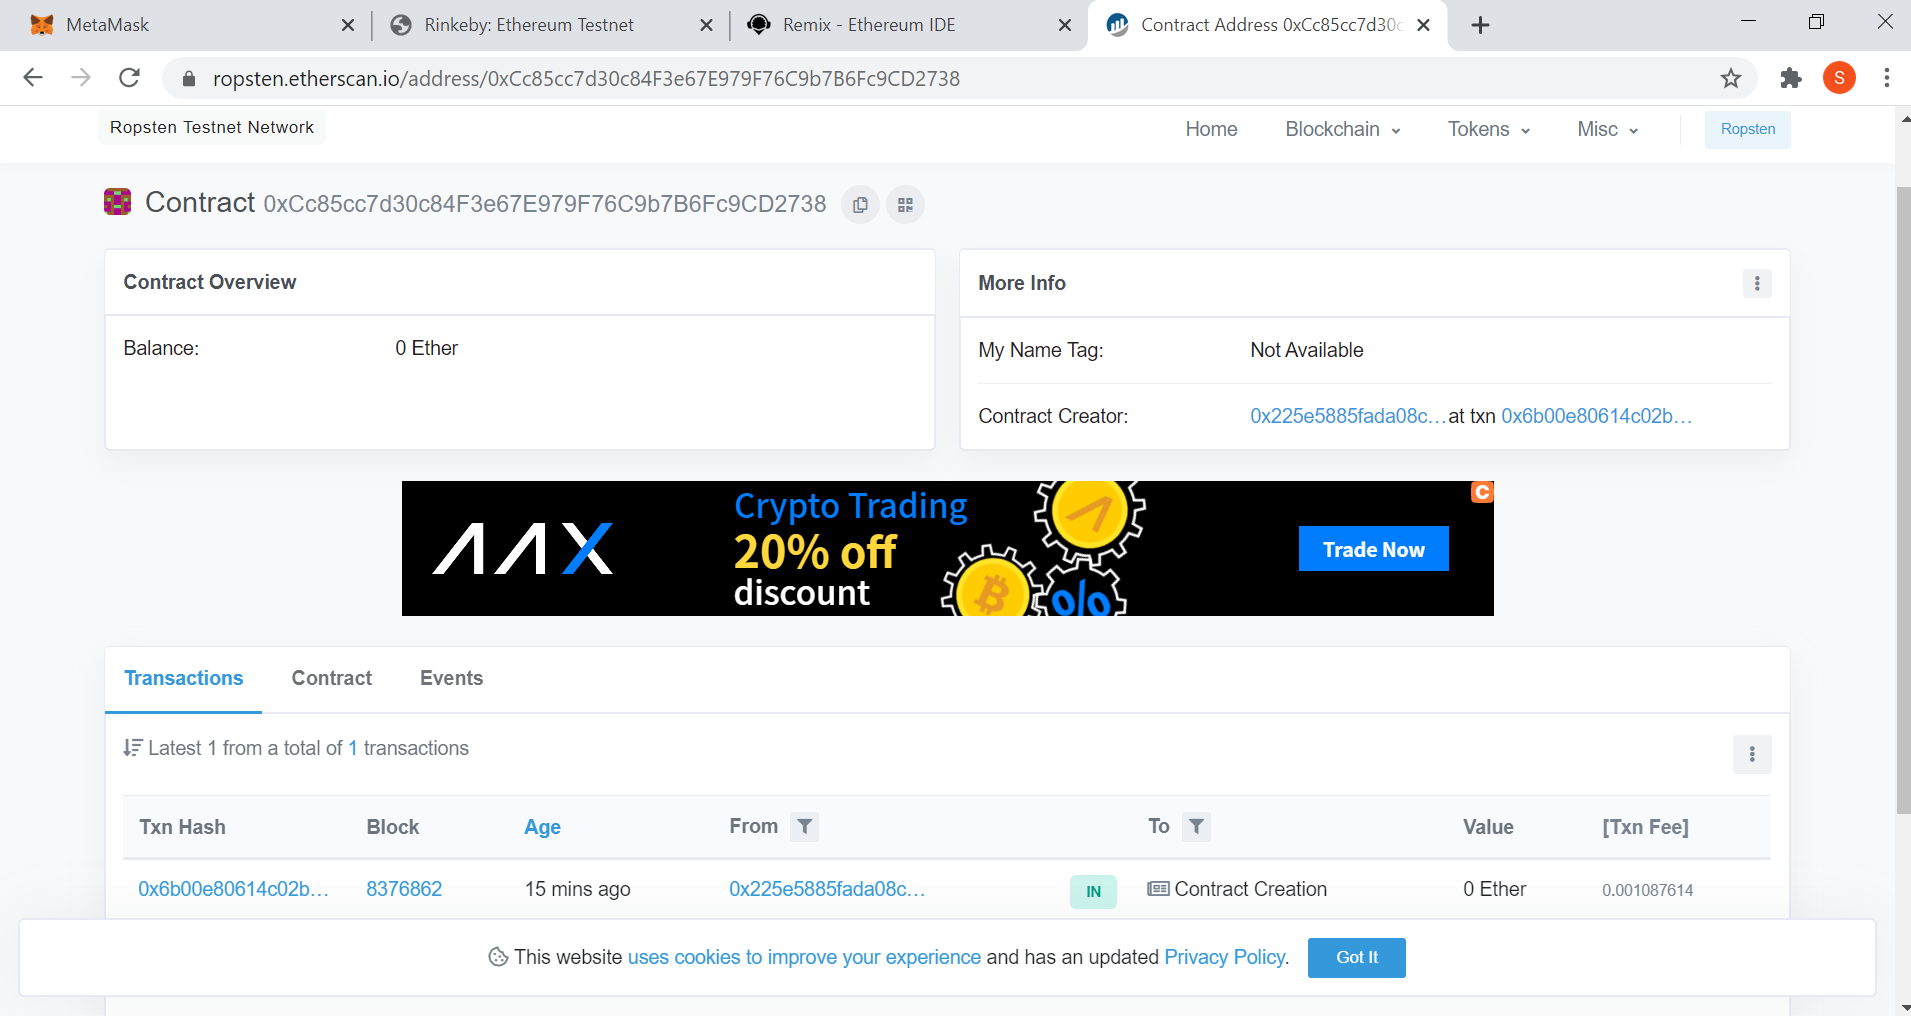 MetaMask
Rinkeby: Ethereum Testnet
Remix - Ethereum IDE
Contract Address 0xCc85cc7d30c
ropsten.etherscan.io/address/0xCc85cc7d30c84F3e67E979F76C9b7B6Fc9CD2738
S
Ropsten Testnet Network
Home
Blockchain
Tokens
Misc
Ropsten
Contract 0xCc85cc7d30c84F3e67E979F76C9b7B6Fc9CD2738
Contract Overview
Balance: 0 Ether
More Info
My Name Tag: Not Available
Contract Creator: 0x225e5885fada08c... at txn 0x6b00e80614c02b...
AAX
Crypto Trading
20% off
discount
%
Trade Now
C
Transactions
Contract
Events
Latest 1 from a total of 1 transactions
Txn Hash Block Age From To Value [Txn Fee]
0x6b00e80614c02b... 8376862 15 mins ago 0x225e5885fada08c... IN Contract Creation 0 Ether 0.001087614
This website uses cookies to improve your experience and has an updated Privacy Policy.
Got It